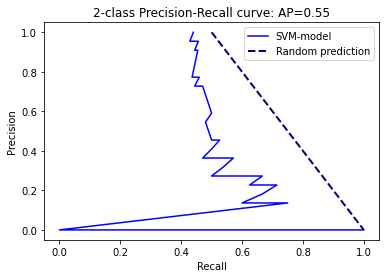 2-class Precision-Recall curve: AP=0.55
SVM-model
Random prediction
Precision
1.0
0.8
0.6
0.4
0.2
0.0
0.0 0.2 0.4 0.6 0.8 1.0
Recall